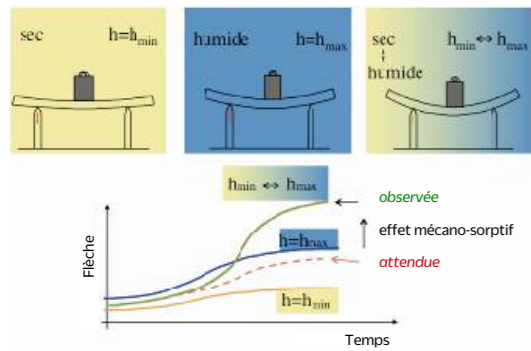 sec h=hmin
humide h=hmax
sec hmin ↔ hmax
↕
humide
hmin ↔ hmax
observée
effet mécano-sorptif
h=hmax
attendue
h=hmin
Flèche
Temps